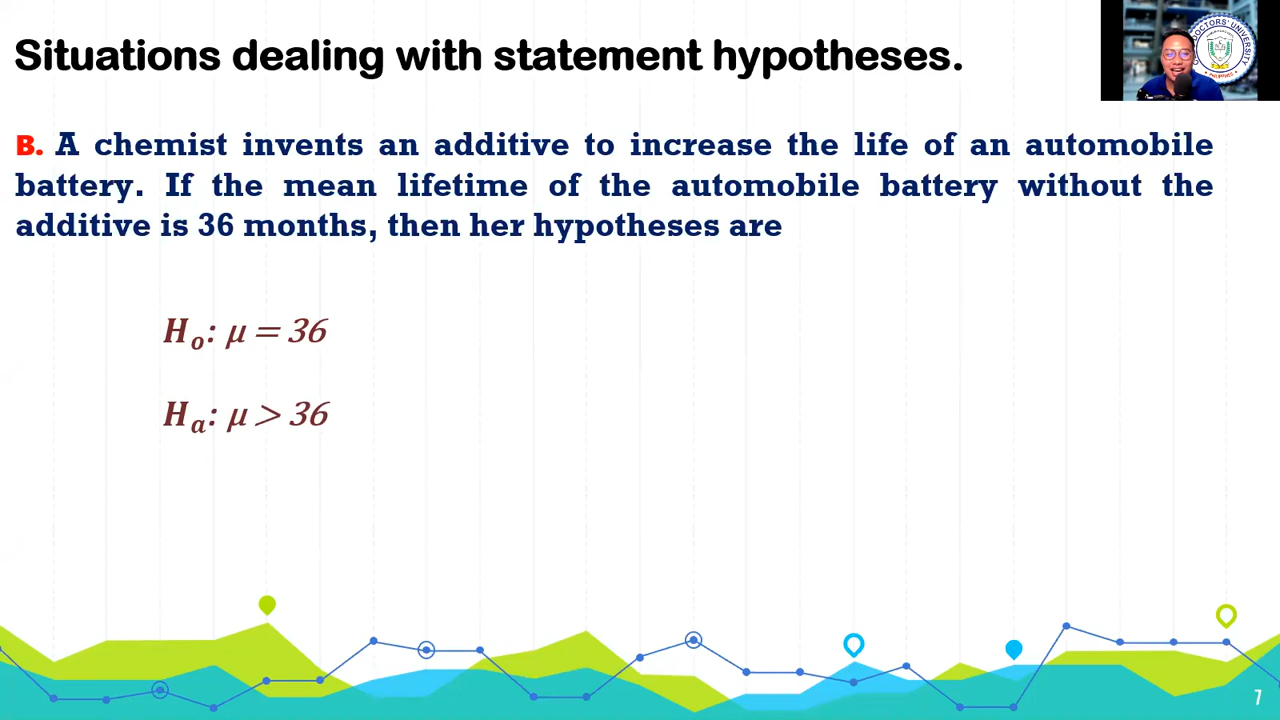 Situations dealing with statement hypotheses.
B. A chemist invents an additive to increase the life of an automobile
battery. If the mean lifetime of the automobile battery without the
additive is 36 months, then her hypotheses are
Hₒ: μ = 36
Hₐ: μ > 36
7